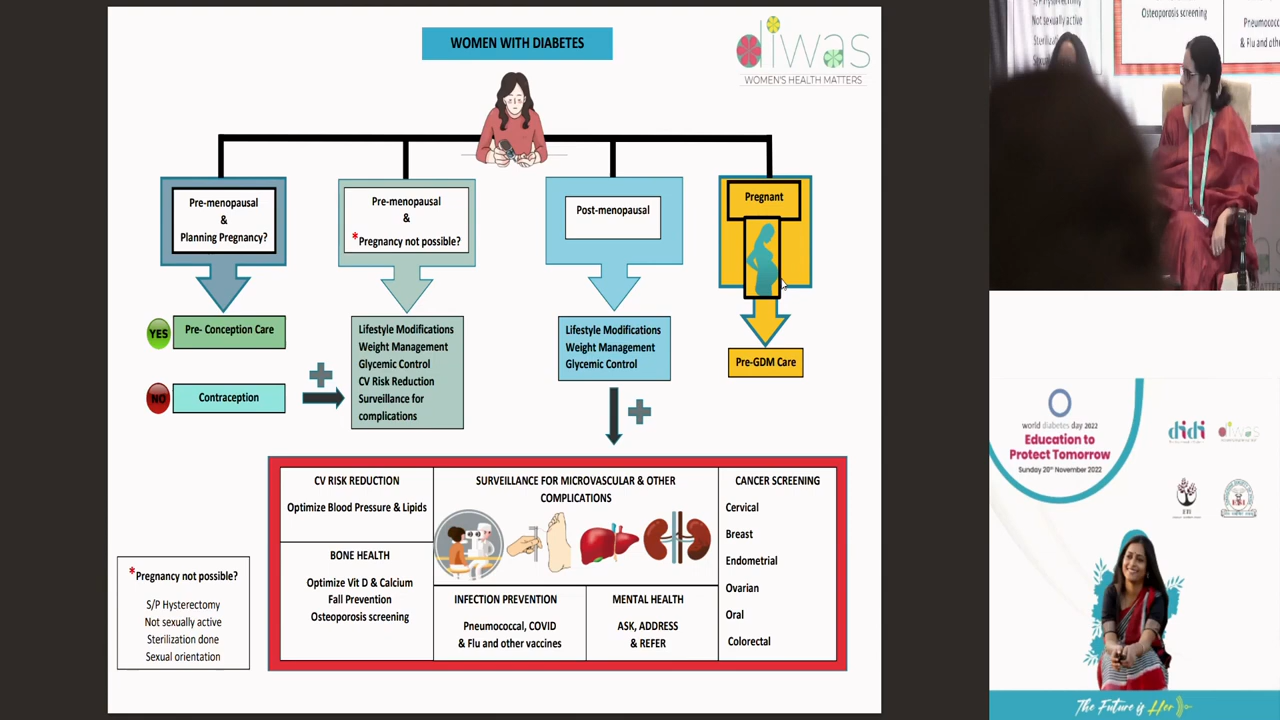 WOMEN WITH DIABETES
diwas
WOMEN'S HEALTH MATTERS
Pre-menopausal
&
Planning Pregnancy?
Pre-menopausal
&
*Pregnancy not possible?
Post-menopausal
Pregnant
YES
Pre- Conception Care
NO
Contraception
Lifestyle Modifications
Weight Management
Glycemic Control
CV Risk Reduction
Surveillance for
complications
Lifestyle Modifications
Weight Management
Glycemic Control
Pre-GDM Care
CV RISK REDUCTION
Optimize Blood Pressure & Lipids
BONE HEALTH
Optimize Vit D & Calcium
Fall Prevention
Osteoporosis screening
SURVEILLANCE FOR MICROVASCULAR & OTHER
COMPLICATIONS
INFECTION PREVENTION
Pneumococcal, COVID
& Flu and other vaccines
MENTAL HEALTH
ASK, ADDRESS
& REFER
CANCER SCREENING
Cervical
Breast
Endometrial
Ovarian
Oral
Colorectal
*Pregnancy not possible?
S/P Hysterectomy
Not sexually active
Sterilization done
Sexual orientation
Not sexually active
Osteoporosis screening
& Flu and
world diabetes day 2022
Education to
Protect Tomorrow
Sunday 20th November 2022
didi
diwas
The Future is Her